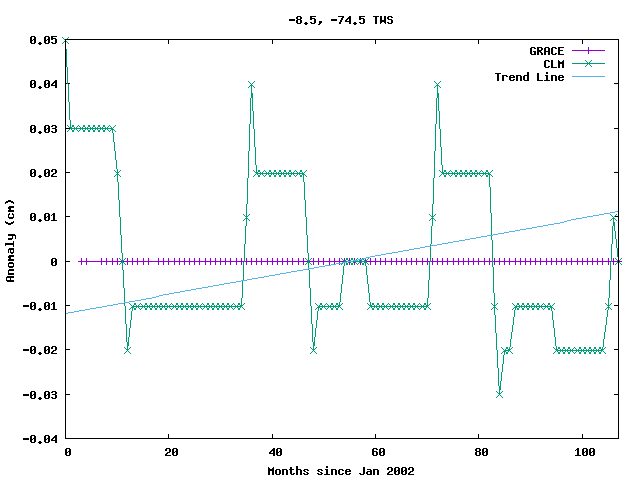 -8.5, -74.5 TWS
GRACE
CLM
Trend Line
0.05
0.04
0.03
0.02
0.01
0
-0.01
-0.02
-0.03
-0.04
Anomaly (cm)
0 20 40 60 80 100
Months since Jan 2002